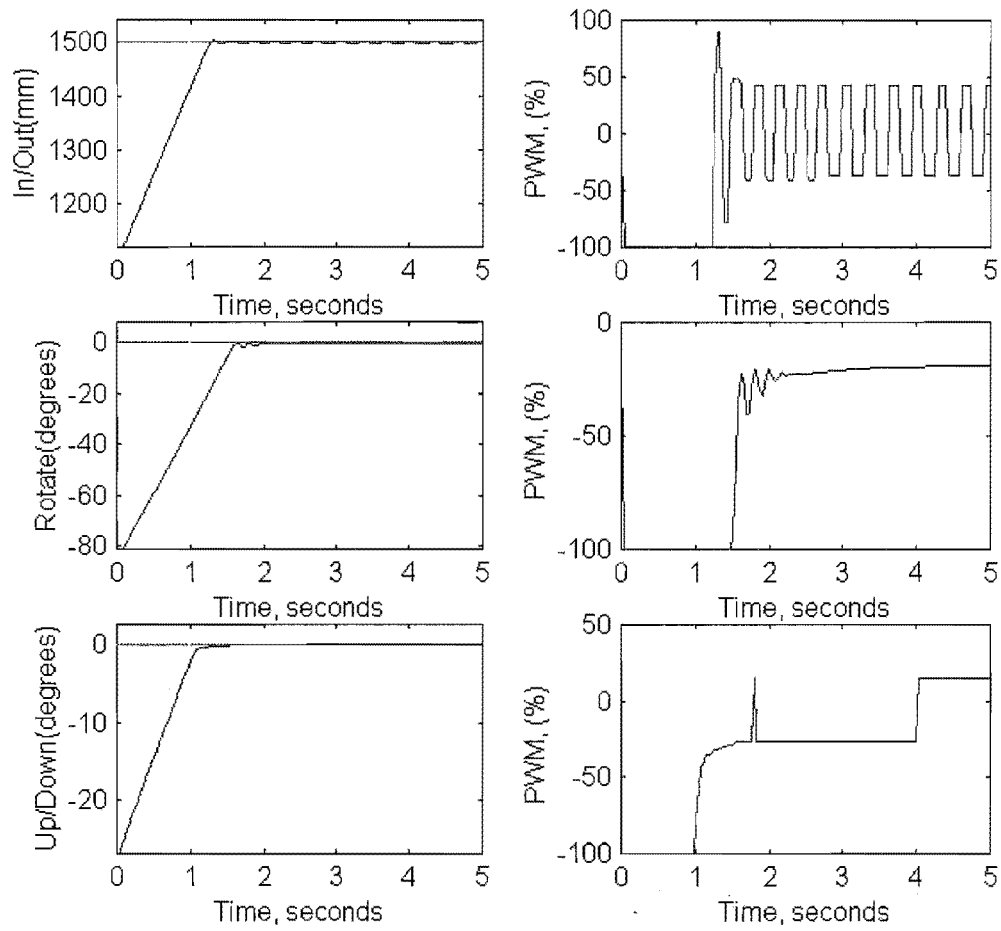 In/Out(mm)
1500
1400
1300
1200
0 1 2 3 4 5
Time, seconds
PWM, (%)
100
50
0
-50
-100
0 1 2 3 4 5
Time, seconds
Rotate(degrees)
0
-20
-40
-60
-80
0 1 2 3 4 5
Time, seconds
PWM, (%)
0
-50
-100
0 1 2 3 4 5
Time, seconds
Up/Down(degrees)
0
-10
-20
0 1 2 3 4 5
Time, seconds
PWM, (%)
50
0
-50
-100
0 1 2 3 4 5
Time, seconds